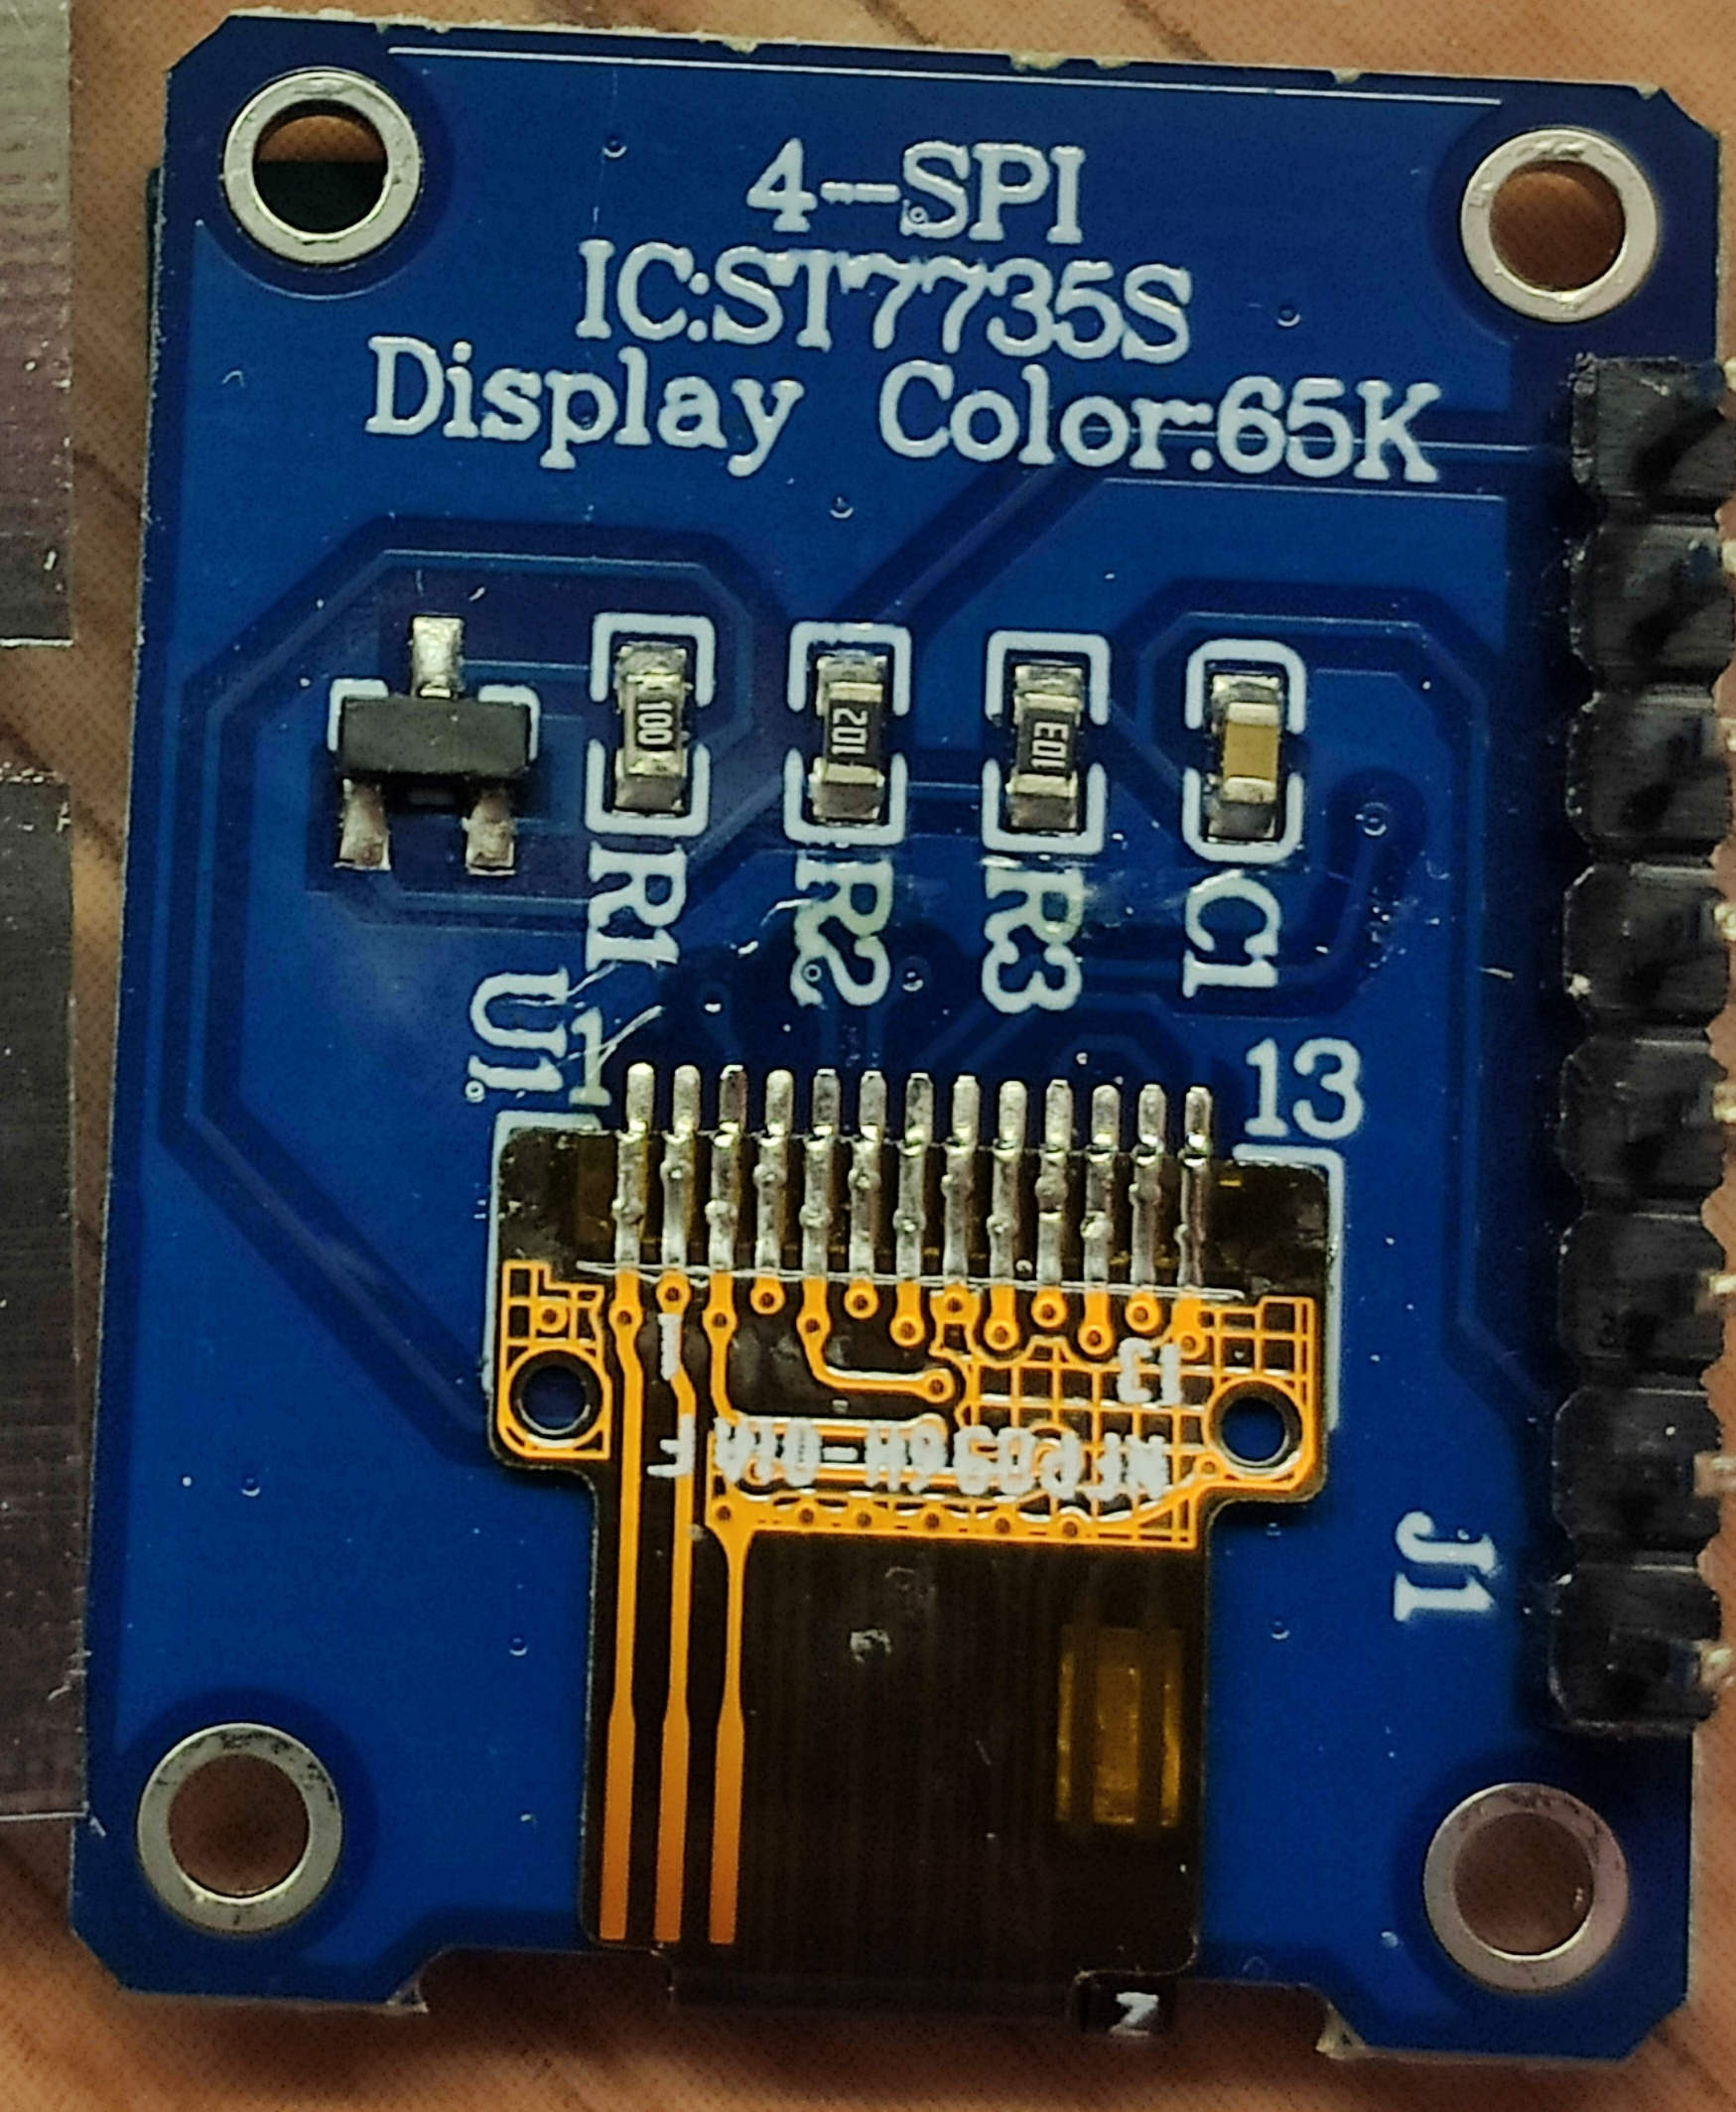 4-SPI
IC:ST7735S
Display Color:65K
100
102
103
R1
R2
R3
C1
U1
1
13
1
13
J1
Z